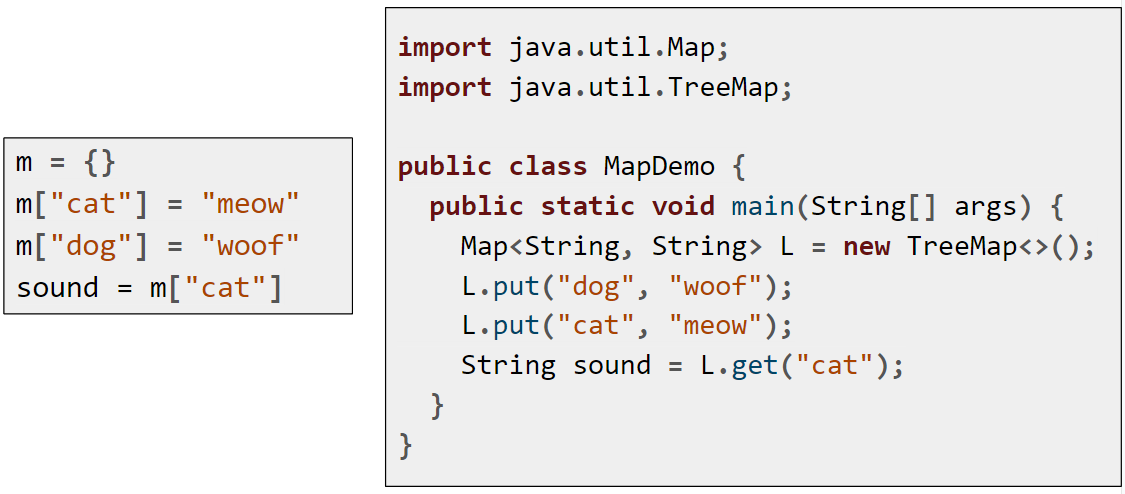 m = {}
m["cat"] = "meow"
m["dog"] = "woof"
sound = m["cat"]
import java.util.Map;
import java.util.TreeMap;
public class MapDemo {
  public static void main(String[] args) {
    Map<String, String> L = new TreeMap<>();
    L.put("dog", "woof");
    L.put("cat", "meow");
    String sound = L.get("cat");
  }
}